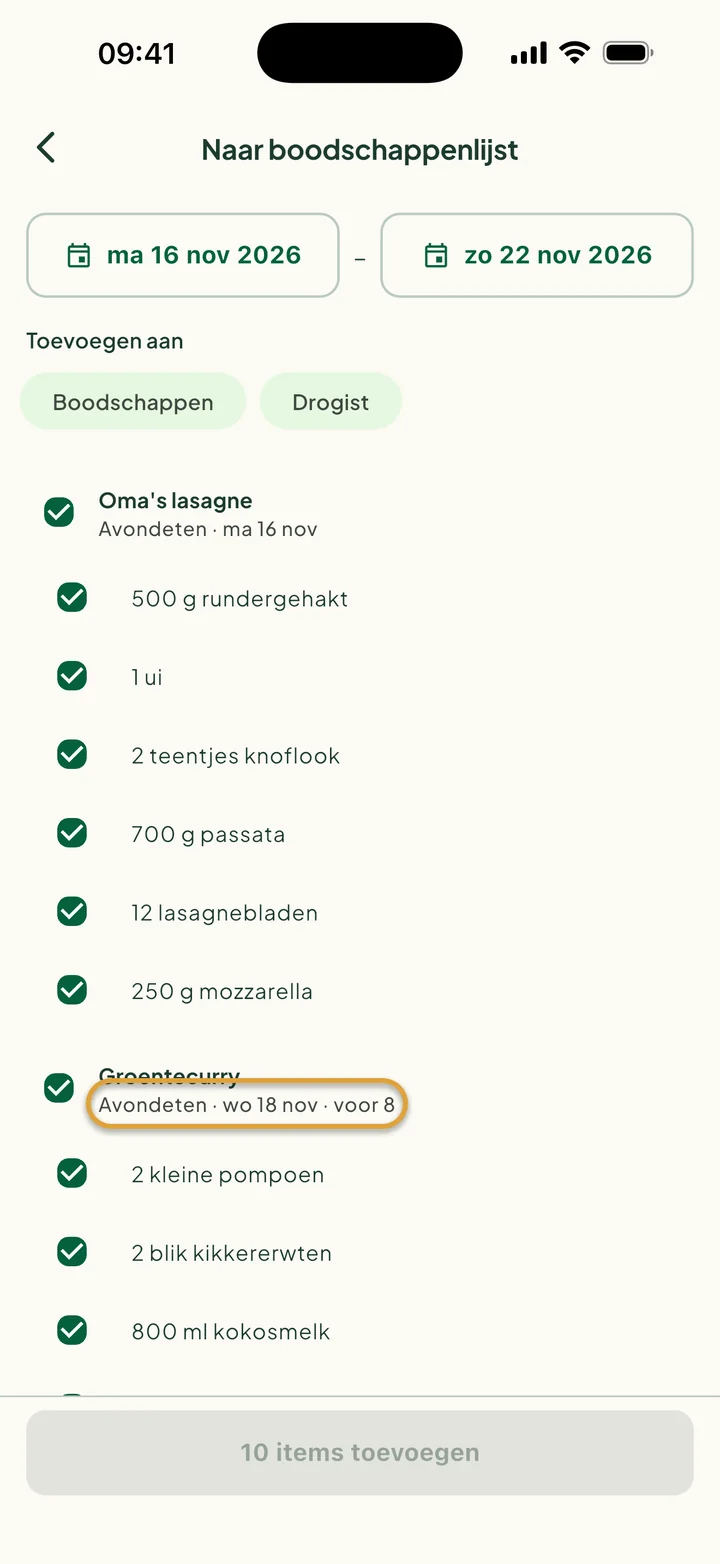 09:41
Naar boodschappenlijst
ma 16 nov 2026 – zo 22 nov 2026
Toevoegen aan
Boodschappen Drogist
Oma's lasagne
Avondeten · ma 16 nov
500 g rundergehakt
1 ui
2 teentjes knoflook
700 g passata
12 lasagnebladen
250 g mozzarella
Groentecurry
Avondeten · wo 18 nov · voor 8
2 kleine pompoen
2 blik kikkererwten
800 ml kokosmelk
10 items toevoegen